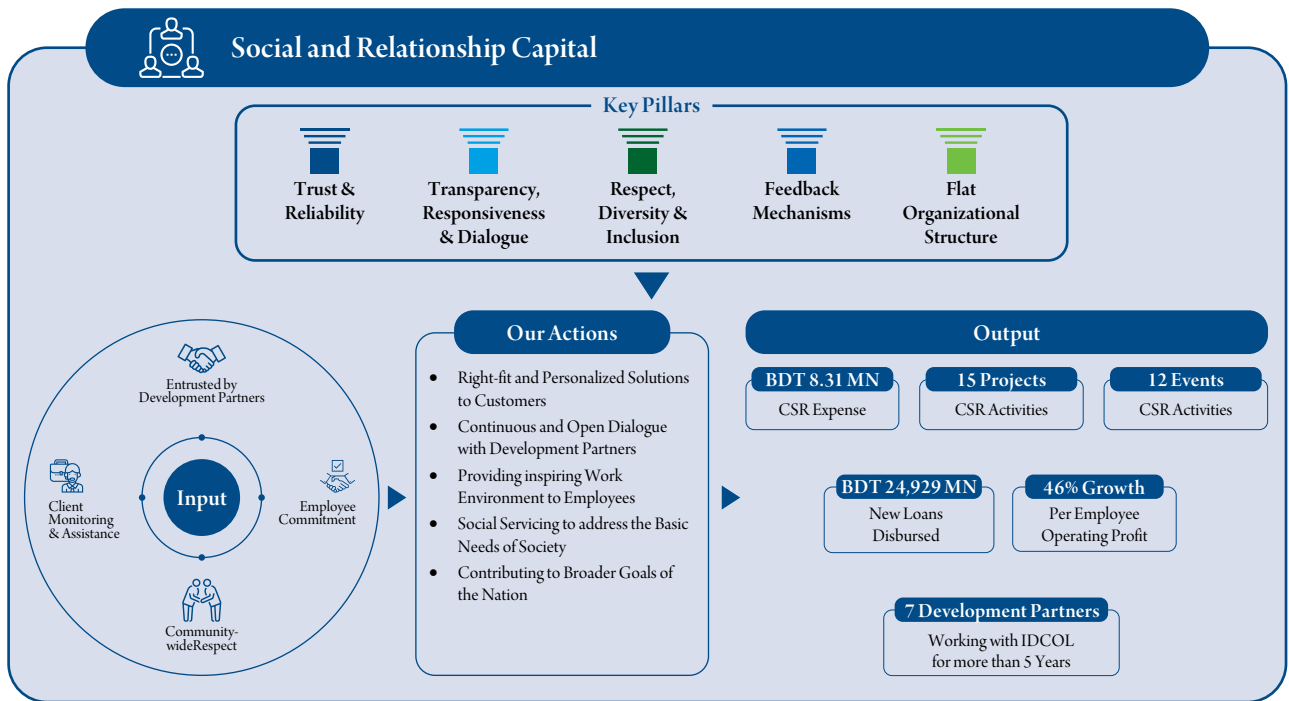 Social and Relationship Capital
Key Pillars
Trust &
Reliability
Transparency,
Responsiveness
& Dialogue
Respect,
Diversity &
Inclusion
Feedback
Mechanisms
Flat
Organizational
Structure
Input
Entrusted by
Development Partners
Client
Monitoring
& Assistance
Employee
Commitment
Community-
wideRespect
Our Actions
• Right-fit and Personalized Solutions
to Customers
• Continuous and Open Dialogue
with Development Partners
• Providing inspiring Work
Environment to Employees
• Social Servicing to address the Basic
Needs of Society
• Contributing to Broader Goals of
the Nation
Output
BDT 8.31 MN
CSR Expense
15 Projects
CSR Activities
12 Events
CSR Activities
BDT 24,929 MN
New Loans
Disbursed
46% Growth
Per Employee
Operating Profit
7 Development Partners
Working with IDCOL
for more than 5 Years